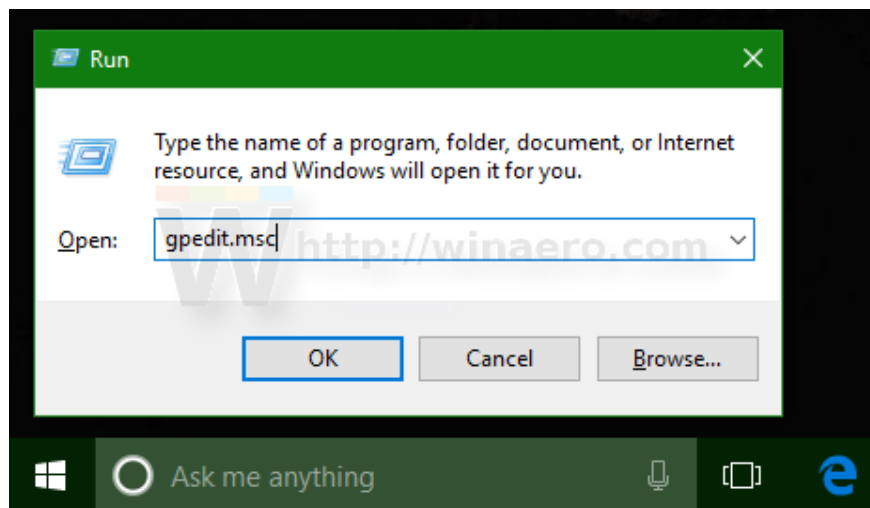 Run
Type the name of a program, folder, document, or Internet
resource, and Windows will open it for you.
Open:
gpedit.msc
W http://winaero.com
OK
Cancel
Browse...
Ask me anything